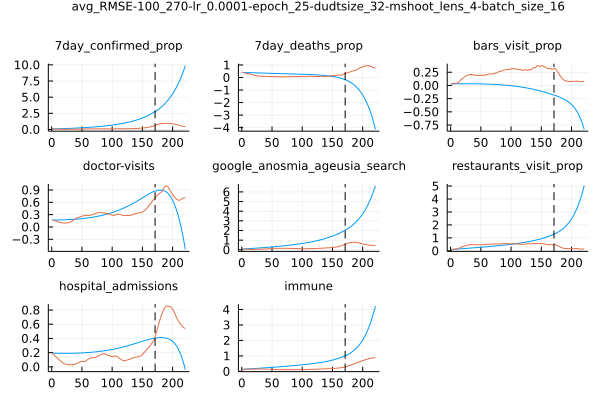 avg_RMSE-100_270-lr_0.0001-epoch_25-dudtsize_32-mshoot_lens_4-batch_size_16
7day_confirmed_prop
7day_deaths_prop
bars_visit_prop
10.0
7.5
5.0
2.5
0.0
0 50 100 150 200
1
0
−1
−2
−3
−4
0 50 100 150 200
0.25
0.00
−0.25
−0.50
−0.75
0 50 100 150 200
doctor-visits
google_anosmia_ageusia_search
restaurants_visit_prop
0.9
0.6
0.3
0.0
−0.3
0 50 100 150 200
6
5
4
3
2
1
0
0 50 100 150 200
5
4
3
2
1
0
0 50 100 150 200
hospital_admissions
immune
0.8
0.6
0.4
0.2
0.0
0 50 100 150 200
4
3
2
1
0
0 50 100 150 200